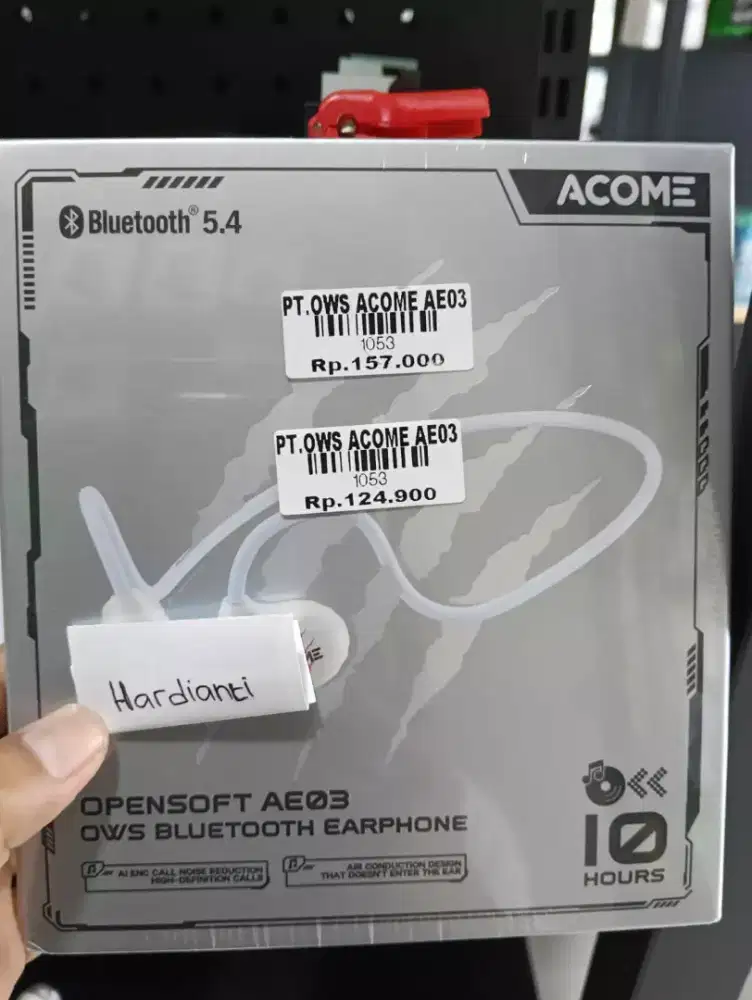 Bluetooth® 5.4
ACOME
PT.OWS ACOME AE03
1053
Rp.157.000
PT.OWS ACOME AE03
1053
Rp.124.900
Hardianti
OPENSOFT AE03
OWS BLUETOOTH EARPHONE
AI ENC CALL NOISE REDUCTION
HIGH-DEFINITION CALLS
AIR CONDUCTION DESIGN
THAT DOESN'T ENTER THE EAR
10
HOURS